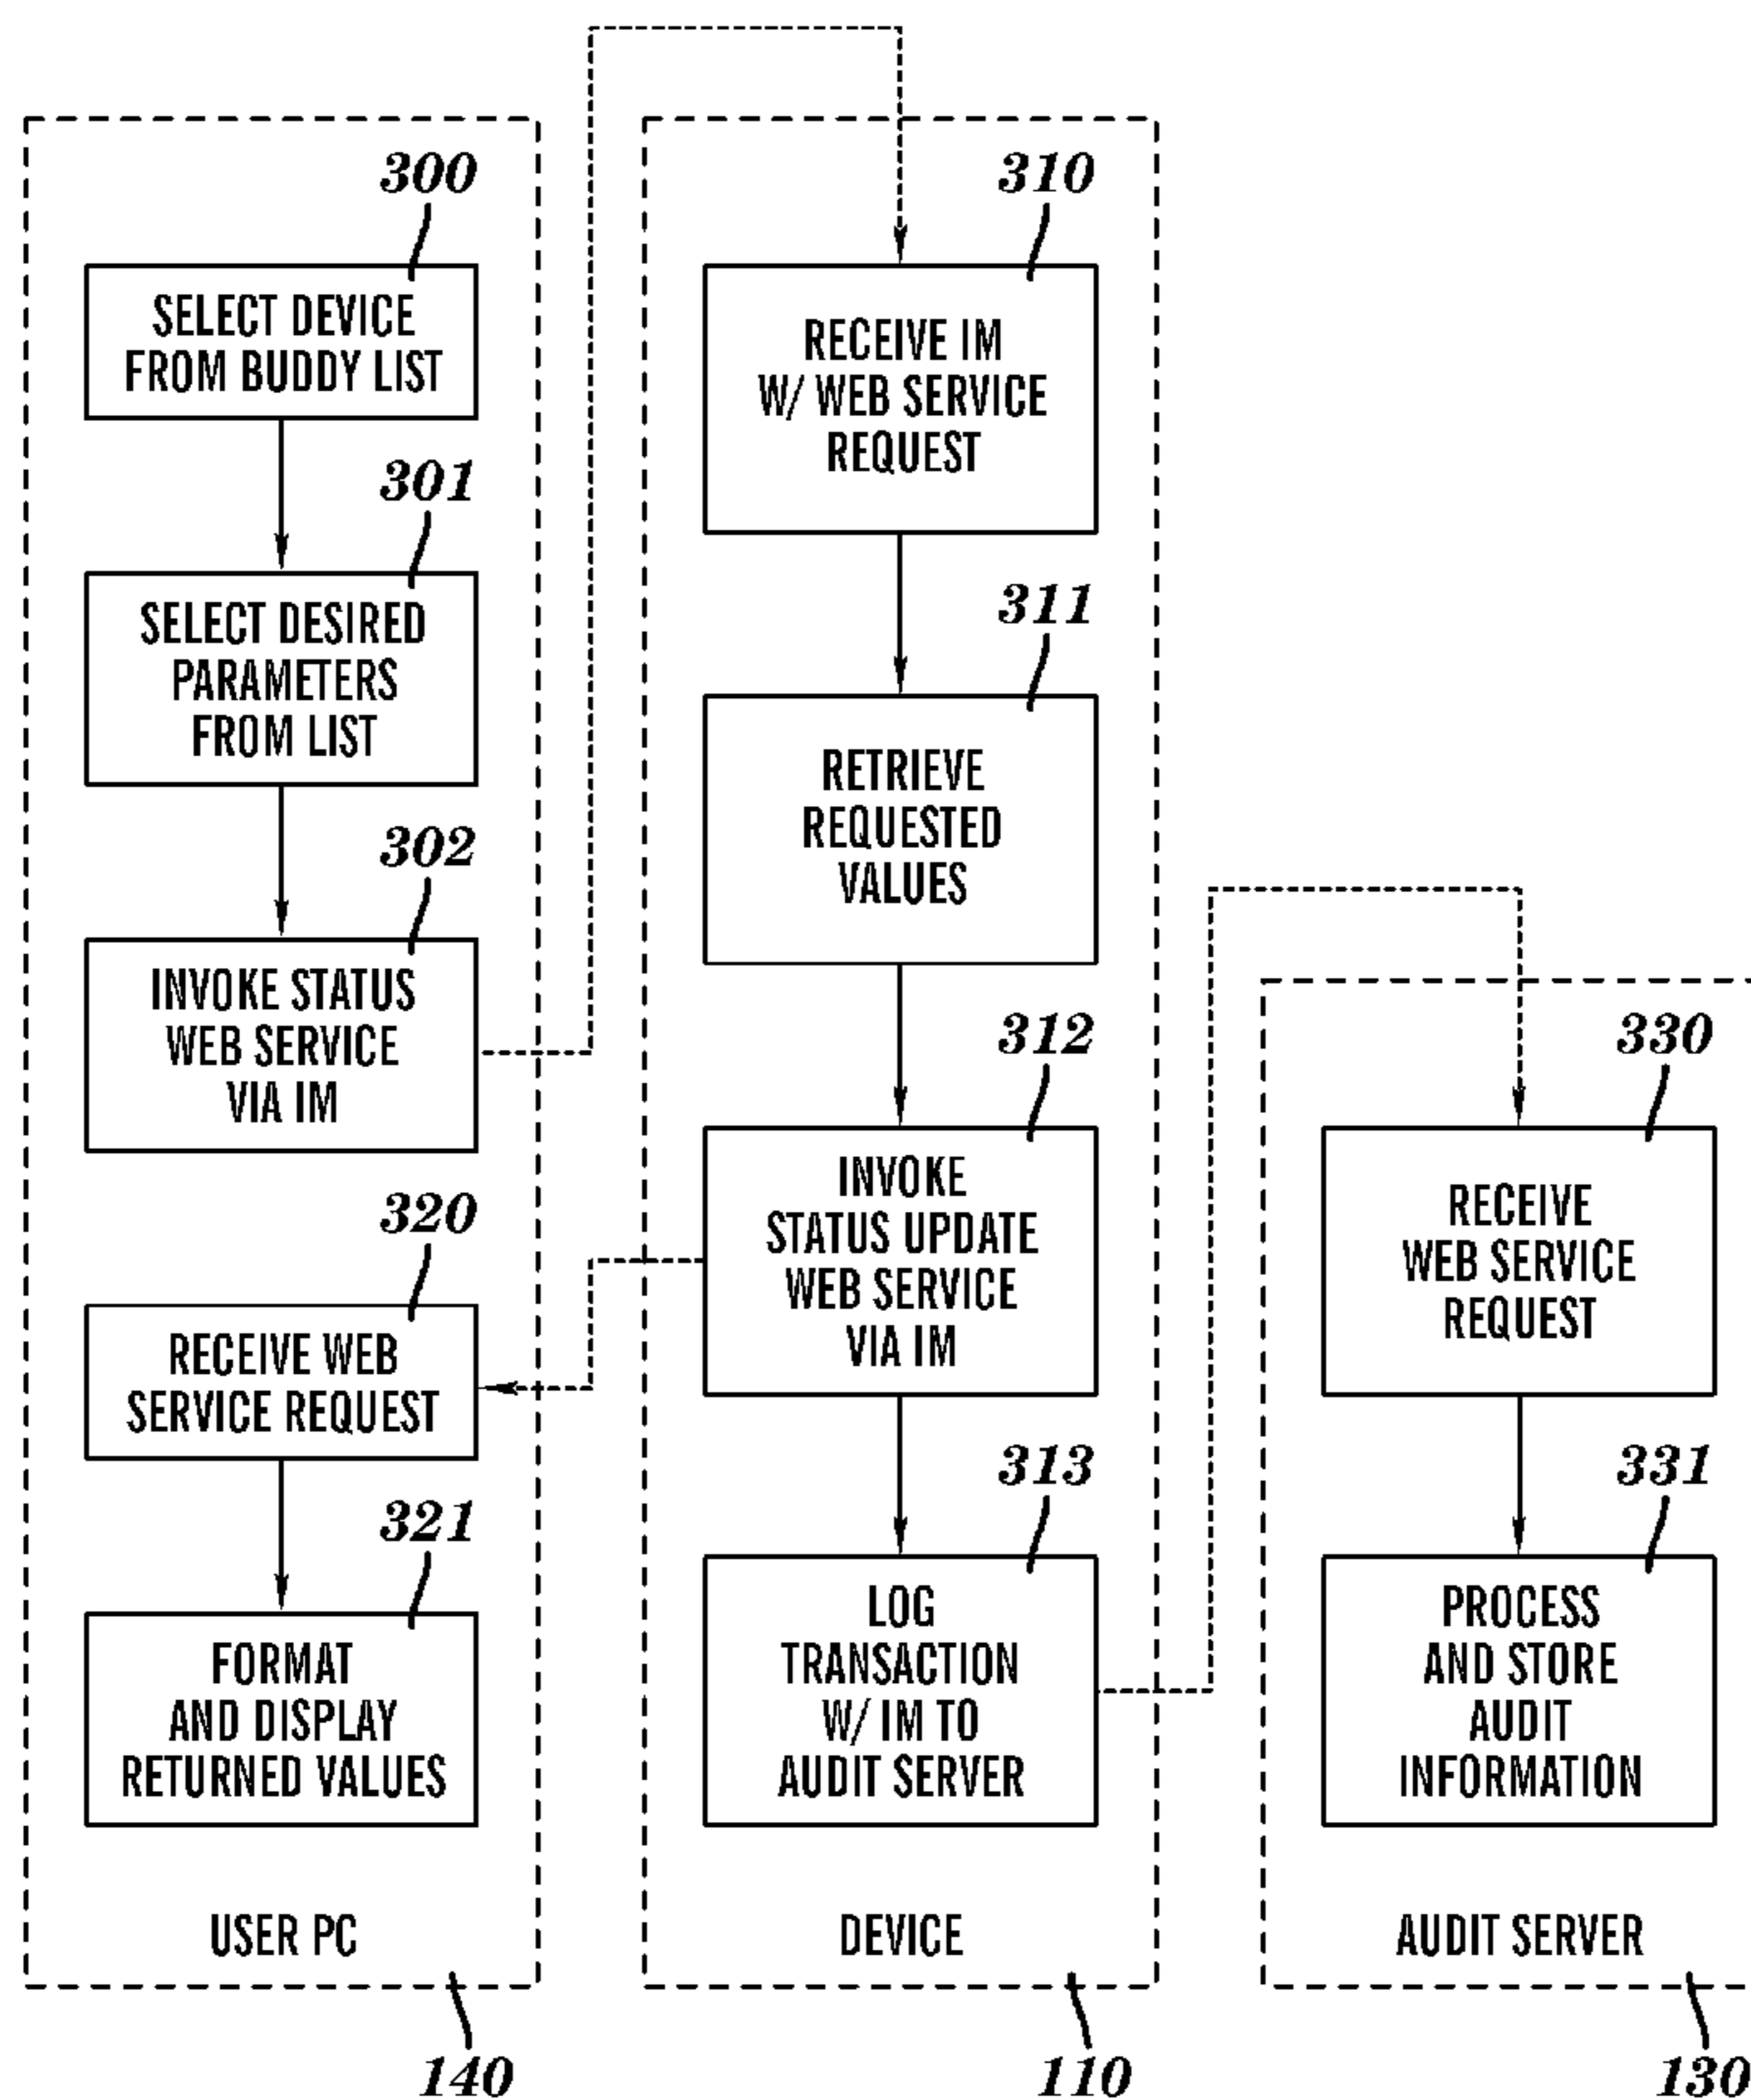 300
SELECT DEVICE
FROM BUDDY LIST
301
SELECT DESIRED
PARAMETERS
FROM LIST
302
INVOKE STATUS
WEB SERVICE
VIA IM
320
RECEIVE WEB
SERVICE REQUEST
321
FORMAT
AND DISPLAY
RETURNED VALUES
USER PC
140
310
RECEIVE IM
W/ WEB SERVICE
REQUEST
311
RETRIEVE
REQUESTED
VALUES
312
INVOKE
STATUS UPDATE
WEB SERVICE
VIA IM
313
LOG
TRANSACTION
W/ IM TO
AUDIT SERVER
DEVICE
110
330
RECEIVE
WEB SERVICE
REQUEST
331
PROCESS
AND STORE
AUDIT
INFORMATION
AUDIT SERVER
130